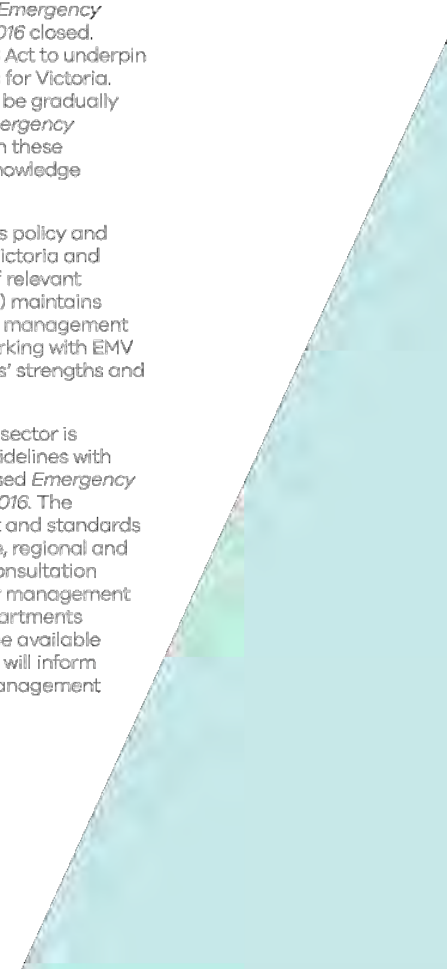 Emergency
016 closed.
Act to underpin
for Victoria.
be gradually
ergency
n these
nowledge
s policy and
ictoria and
f relevant
) maintains
management
rking with EMV
s' strengths and
sector is
idelines with
sed Emergency
016. The
t and standards
e, regional and
onsultation
r management
artments
e available
will inform
anagement